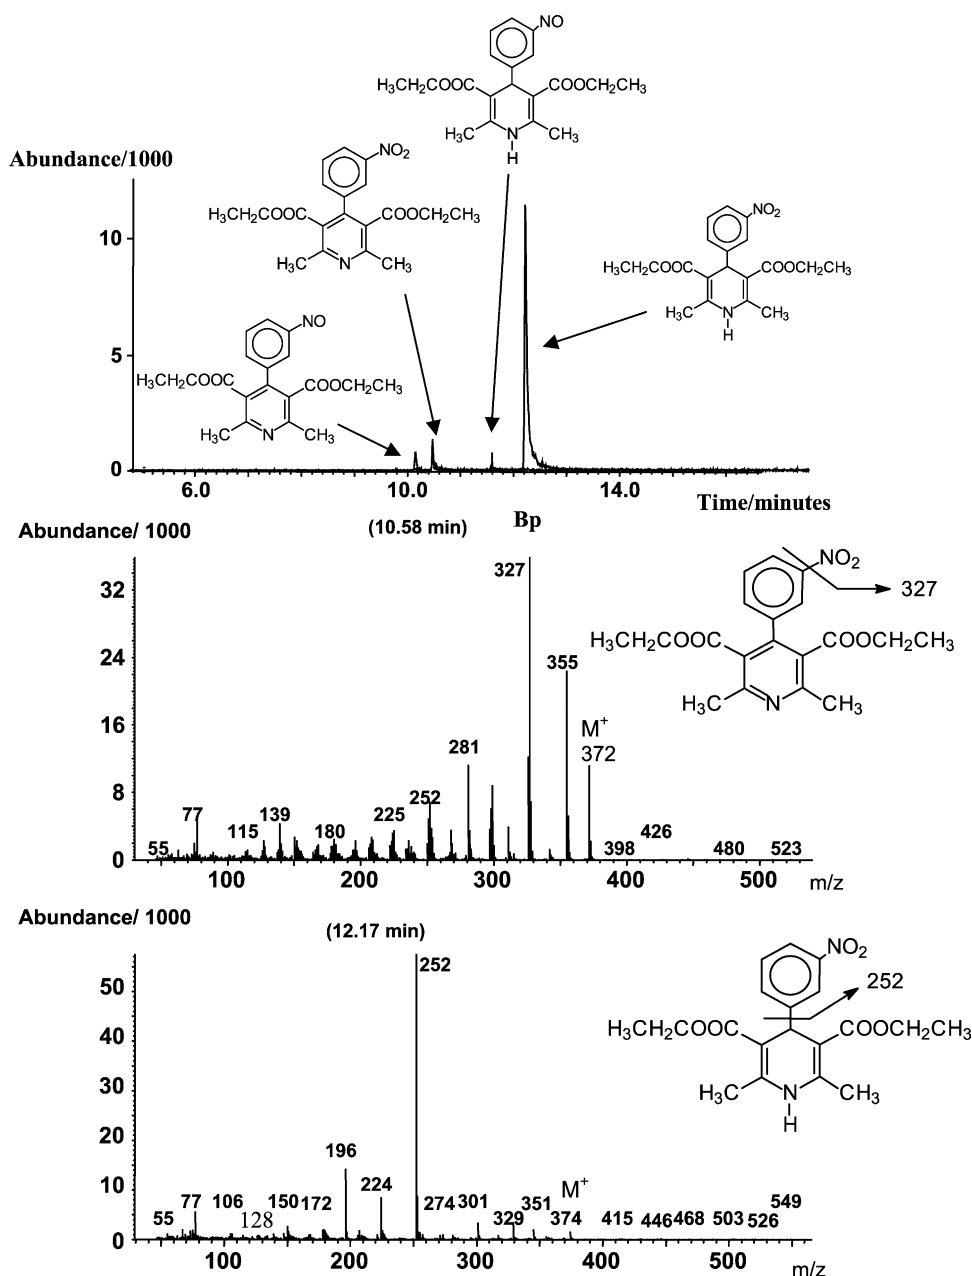 NO
H₃CH₂COOC
COOCH₂CH₃
H₃C
N
CH₃
H
Abundance/1000
NO₂
H₃CH₂COOC
COOCH₂CH₃
H₃C
N
CH₃
NO₂
H₃CH₂COOC
COOCH₂CH₃
H₃C
N
CH₃
H
NO
H₃CH₂COOC
COOCH₂CH₃
H₃C
N
CH₃
10
5
0
6.0
10.0
14.0
Time/minutes
Abundance/ 1000
(10.58 min)
Bp
327
355
M⁺
372
281
252
225
180
139
115
77
55
398
426
480
523
32
24
16
8
0
100
200
300
400
500
m/z
NO₂
327
H₃CH₂COOC
COOCH₂CH₃
H₃C
N
CH₃
Abundance/ 1000
(12.17 min)
252
196
224
55
77
106
128
150
172
274
301
329
351
M⁺
374
415
446
468
503
526
549
50
40
30
20
10
0
100
200
300
400
500
m/z
NO₂
252
H₃CH₂COOC
COOCH₂CH₃
H₃C
N
CH₃
H